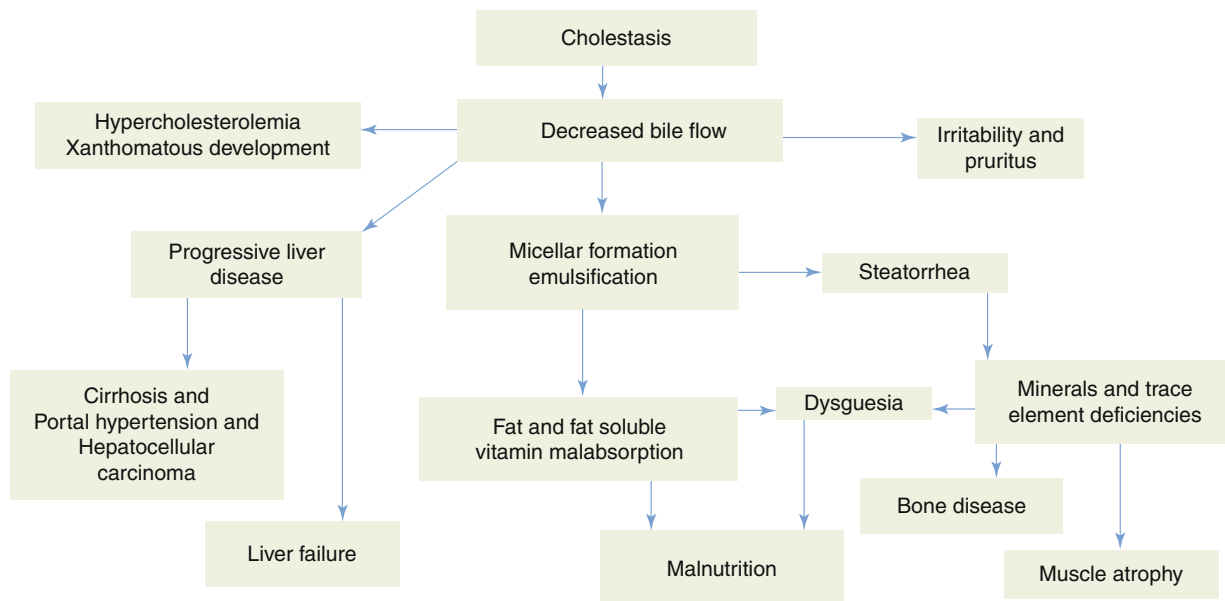 Cholestasis
Hypercholesterolemia
Xanthomatous development
Decreased bile flow
Irritability and
pruritus
Progressive liver
disease
Micellar formation
emulsification
Steatorrhea
Cirrhosis and
Portal hypertension and
Hepatocellular
carcinoma
Fat and fat soluble
vitamin malabsorption
Dysguesia
Minerals and trace
element deficiencies
Bone disease
Liver failure
Malnutrition
Muscle atrophy